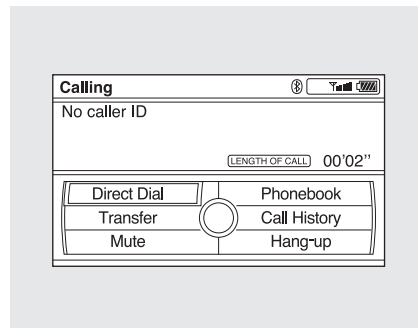 Calling
No caller ID
LENGTH OF CALL 00'02"
Direct Dial Phonebook
Transfer Call History
Mute Hang-up